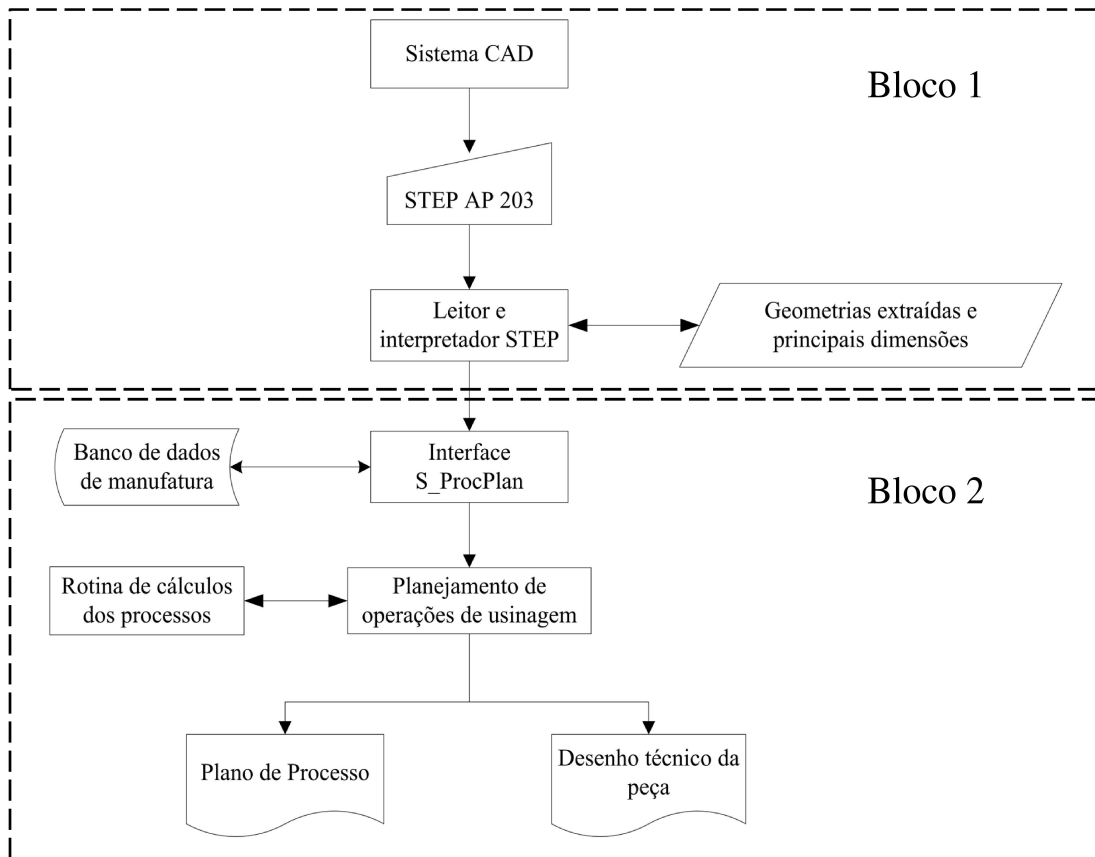 Sistema CAD
Bloco 1
STEP AP 203
Leitor e
interpretador STEP
Geometrias extraídas e
principais dimensões
Banco de dados
de manufatura
Interface
S_ProcPlan
Bloco 2
Rotina de cálculos
dos processos
Planejamento de
operações de usinagem
Plano de Processo
Desenho técnico da
peça